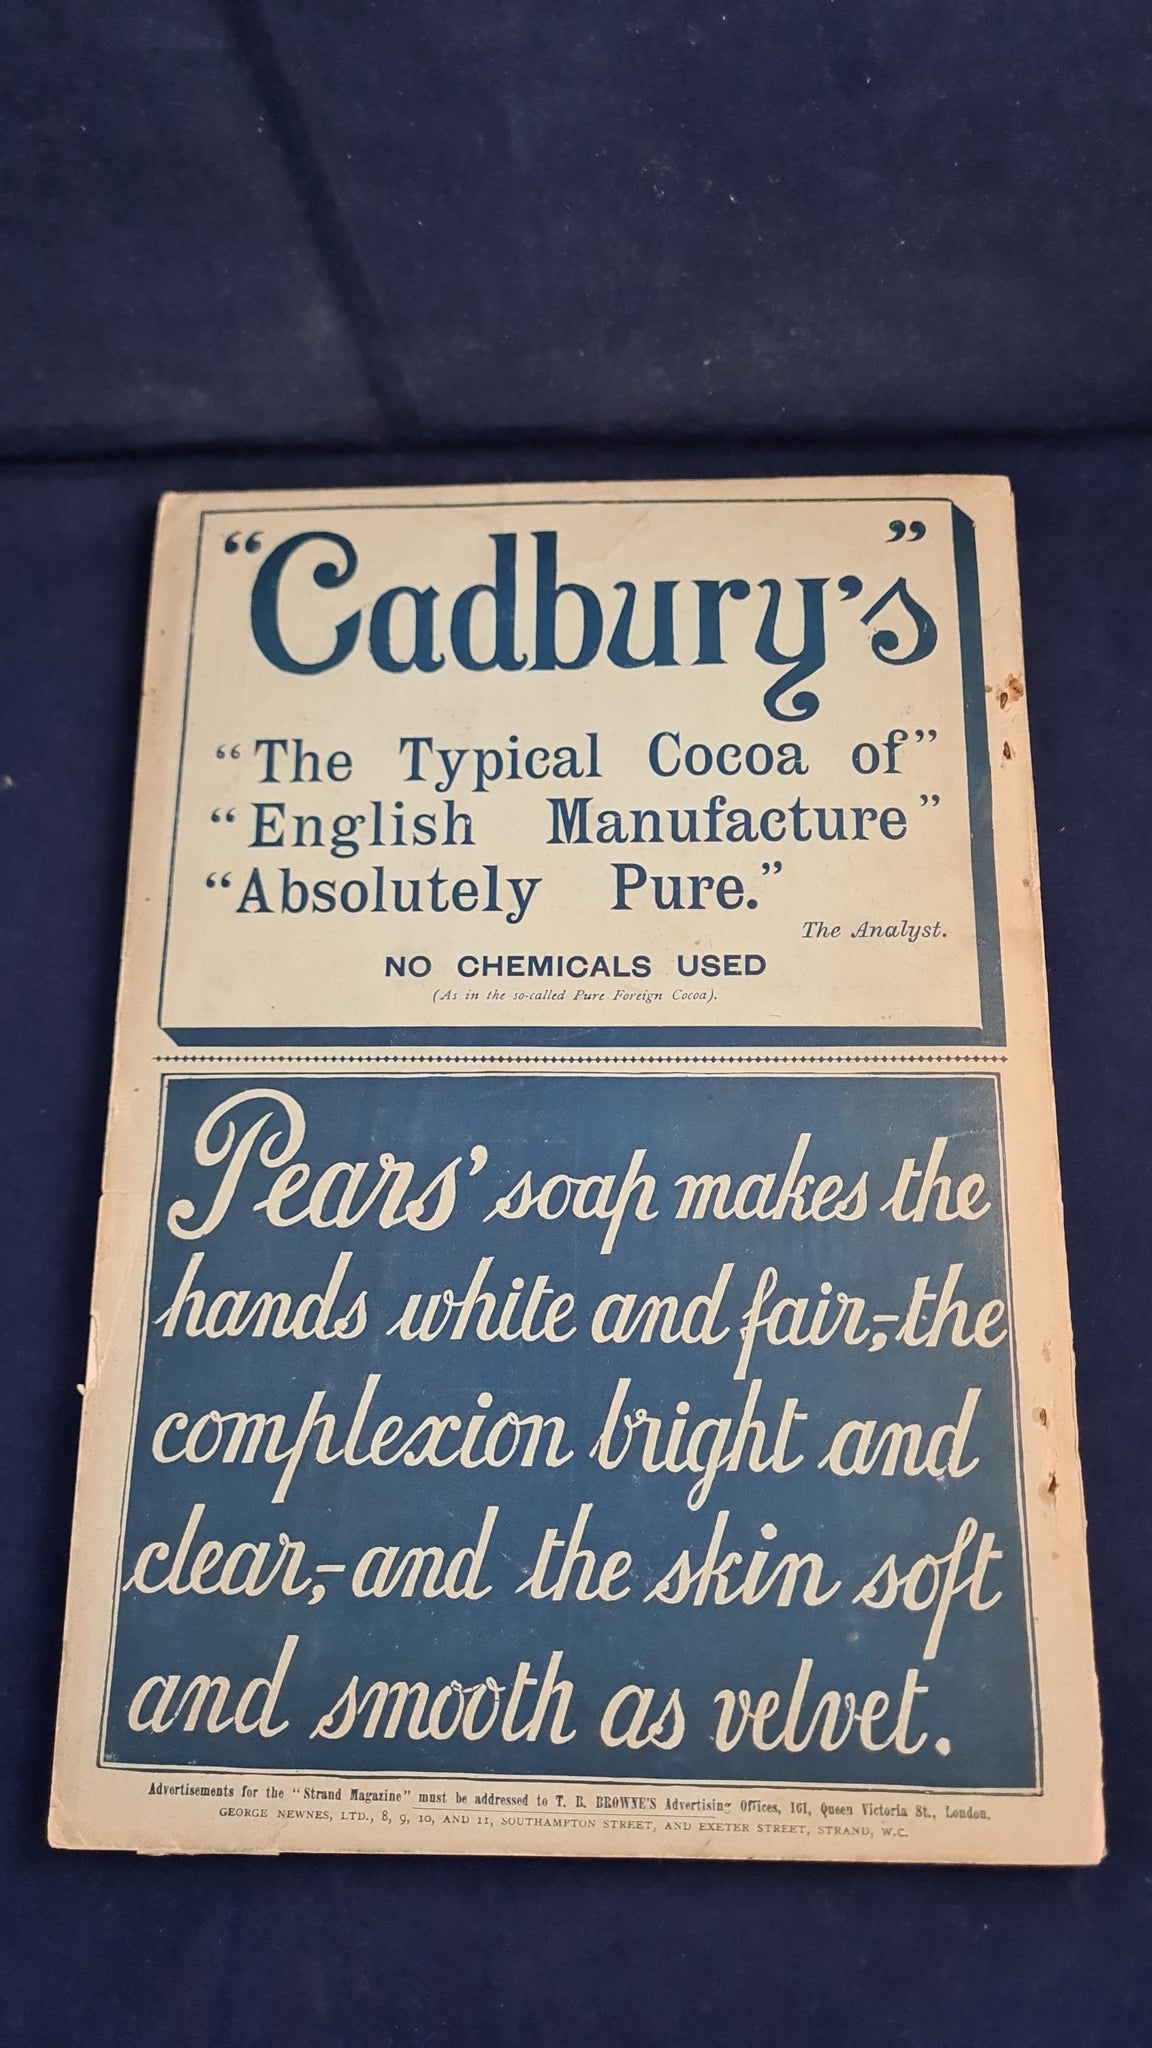 "Cadbury's"
"The Typical Cocoa of"
"English Manufacture"
"Absolutely Pure."
The Analyst.
NO CHEMICALS USED
(As in the so-called Pure Foreign Cocoa).
Pears' soap makes the
hands white and fair,-the
complexion bright and
clear,-and the skin soft
and smooth as velvet.
Advertisements for the "Strand Magazine" must be addressed to T. B. BROWNE'S Advertising Offices, 161, Queen Victoria St., London.
GEORGE NEWNES, LTD., 8, 9, 10, AND 11, SOUTHAMPTON STREET, AND EXETER STREET, STRAND, W.C.